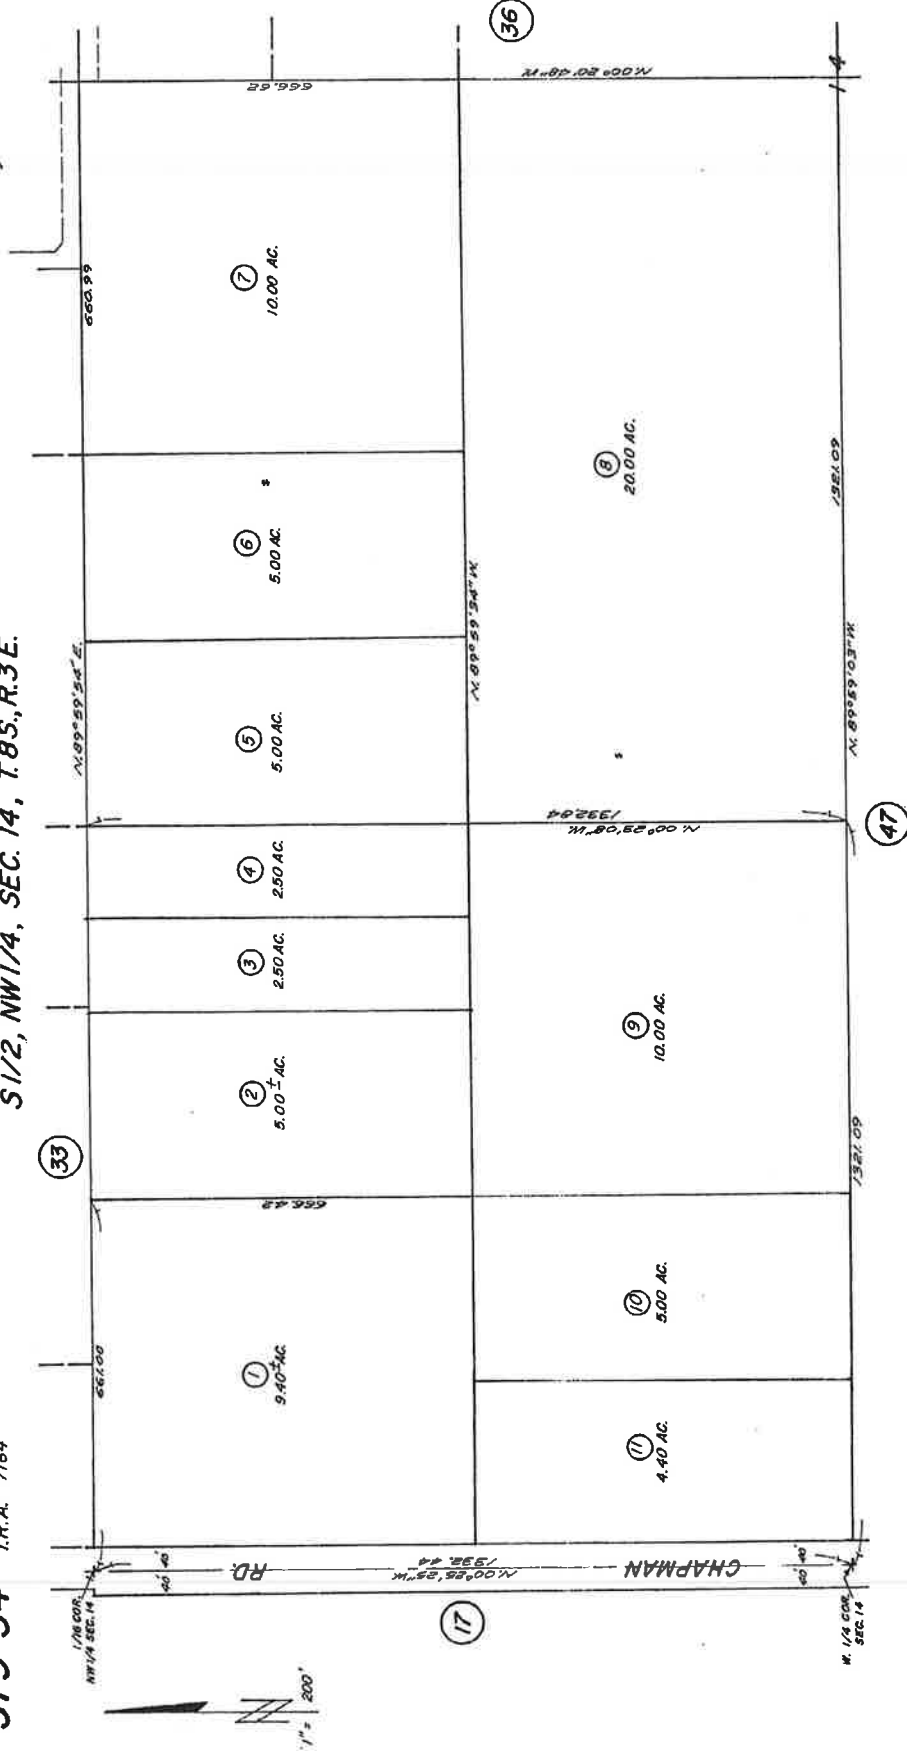 S1/2, NW1/4, SEC. 14, T.8S., R.3E.
T.R.A. 7164
1/16 COR.
NW1/4 SEC. 14
33
36
N.89°59'54"E.
661.00
660.99
666.62
666.42
1
9.40±AC.
2
5.00±AC.
3
2.50 AC.
4
2.50 AC.
5
5.00 AC.
6
5.00 AC.
7
10.00 AC.
N.89°59'34"W.
N.00°20'48"W.
40' 40'
CHAPMAN RD.
N.00°25'25"W.
1332.44
17
11
4.40 AC.
10
5.00 AC.
9
10.00 AC.
N.00°23'08"W.
1332.84
8
20.00 AC.
40' 40'
W. 1/4 COR.
SEC. 14
1321.09
N.89°59'03"W.
1321.09
47
1 4
1"= 200'